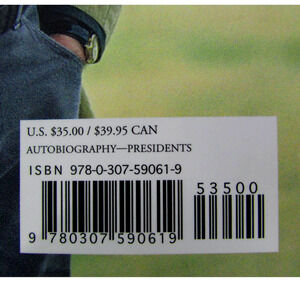 U.S. $35.00 / $39.95 CAN
AUTOBIOGRAPHY—PRESIDENTS
ISBN 978-0-307-59061-9
53500
9 780307 590619